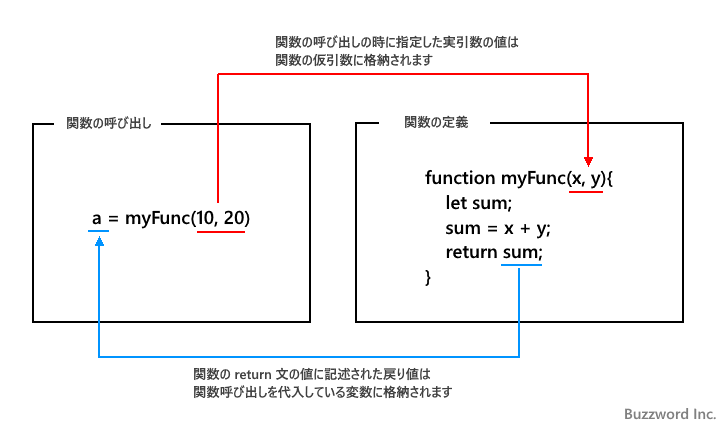 関数の呼び出しの時に指定した実引数の値は
関数の仮引数に格納されます
関数の呼び出し
a = myFunc(10, 20)
関数の定義
function myFunc(x, y){
let sum;
sum = x + y;
return sum;
}
関数の return 文の値に記述された戻り値は
関数呼び出しを代入している変数に格納されます
Buzzword Inc.